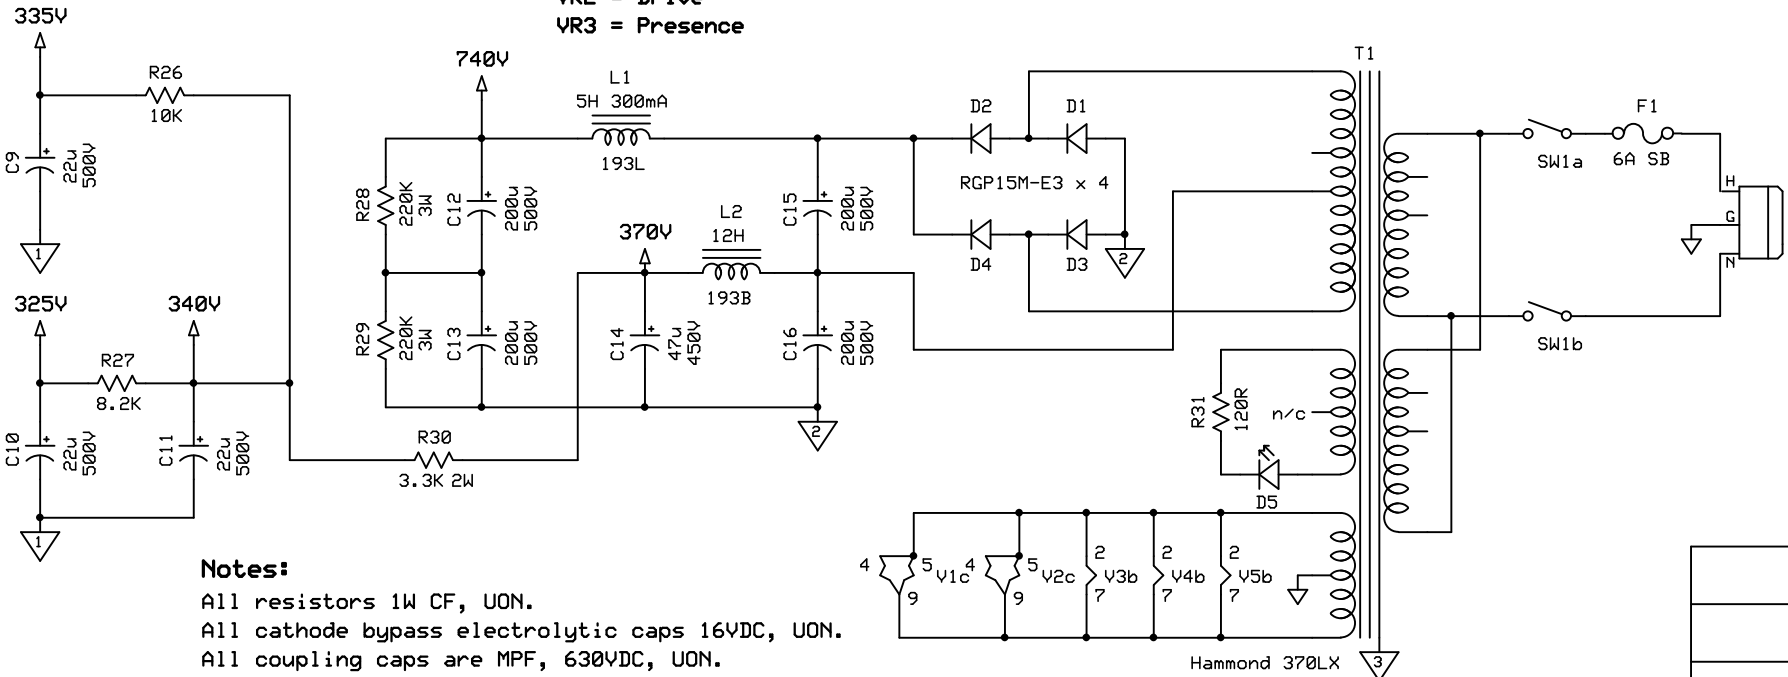 VR3 = Presence
335V
R26
10K
C9
+
22u
500V
1
740V
L1
5H 300mA
193L
R28
220K
3W
C12
+
200u
500V
L2
12H
193B
370V
C15
+
200u
500V
D2
D1
RGP15M-E3 x 4
D4
D3
2
T1
F1
SW1a
6A SB
H
G
N
SW1b
325V
340V
R27
8.2K
C10
+
22u
500V
C11
+
22u
500V
1
R29
220K
3W
C13
+
200u
500V
C14
+
47u
450V
C16
+
200u
500V
2
R30
3.3K 2W
R31
120R
n/c
D5
4
5
V1c
9
4
5
V2c
9
2
V3b
7
2
V4b
7
2
V5b
7
Hammond 370LX
3
Notes:
All resistors 1W CF, UON.
All cathode bypass electrolytic caps 16VDC, UON.
All coupling caps are MPF, 630VDC, UON.